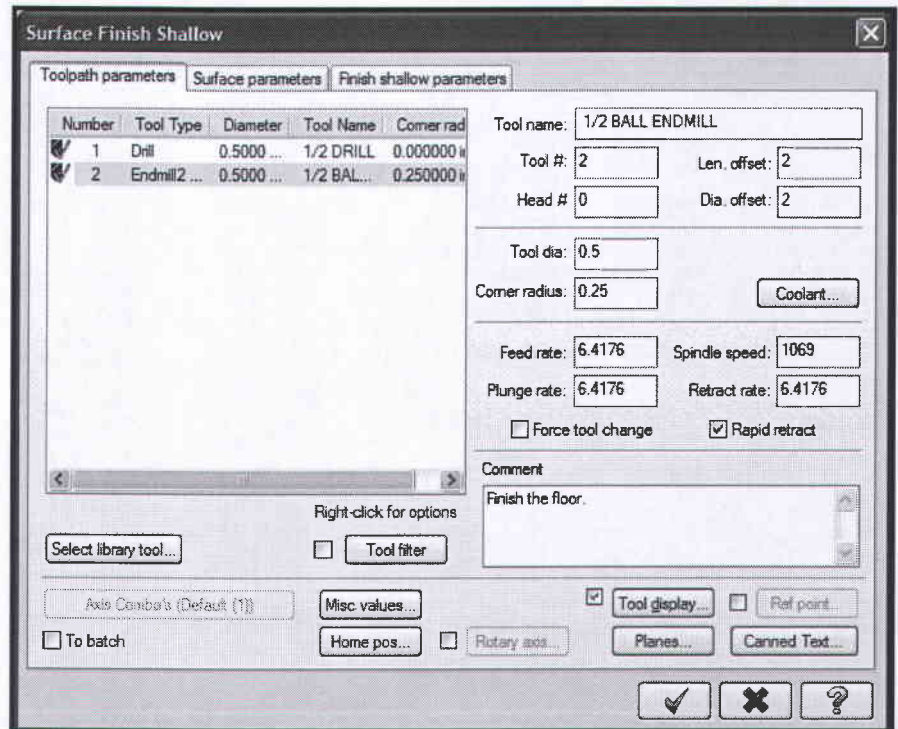 Surface Finish Shallow
Toolpath parameters
Surface parameters
Finish shallow parameters
Number Tool Type Diameter Tool Name Corner rad
1 Drill 0.5000 ... 1/2 DRILL 0.000000 i
2 Endmill2 ... 0.5000 ... 1/2 BAL... 0.250000 i
Right-click for options
Select library tool...
Tool filter
Tool name: 1/2 BALL ENDMILL
Tool #: 2
Len. offset: 2
Head # 0
Dia. offset: 2
Tool dia: 0.5
Corner radius: 0.25
Coolant...
Feed rate: 6.4176
Spindle speed: 1069
Plunge rate: 6.4176
Retract rate: 6.4176
Force tool change
Rapid retract
Comment
Finish the floor.
Axis Combo's (Default (1))
Misc values...
Tool display...
Ref point...
To batch
Home pos...
Rotary axis...
Planes...
Canned Text...